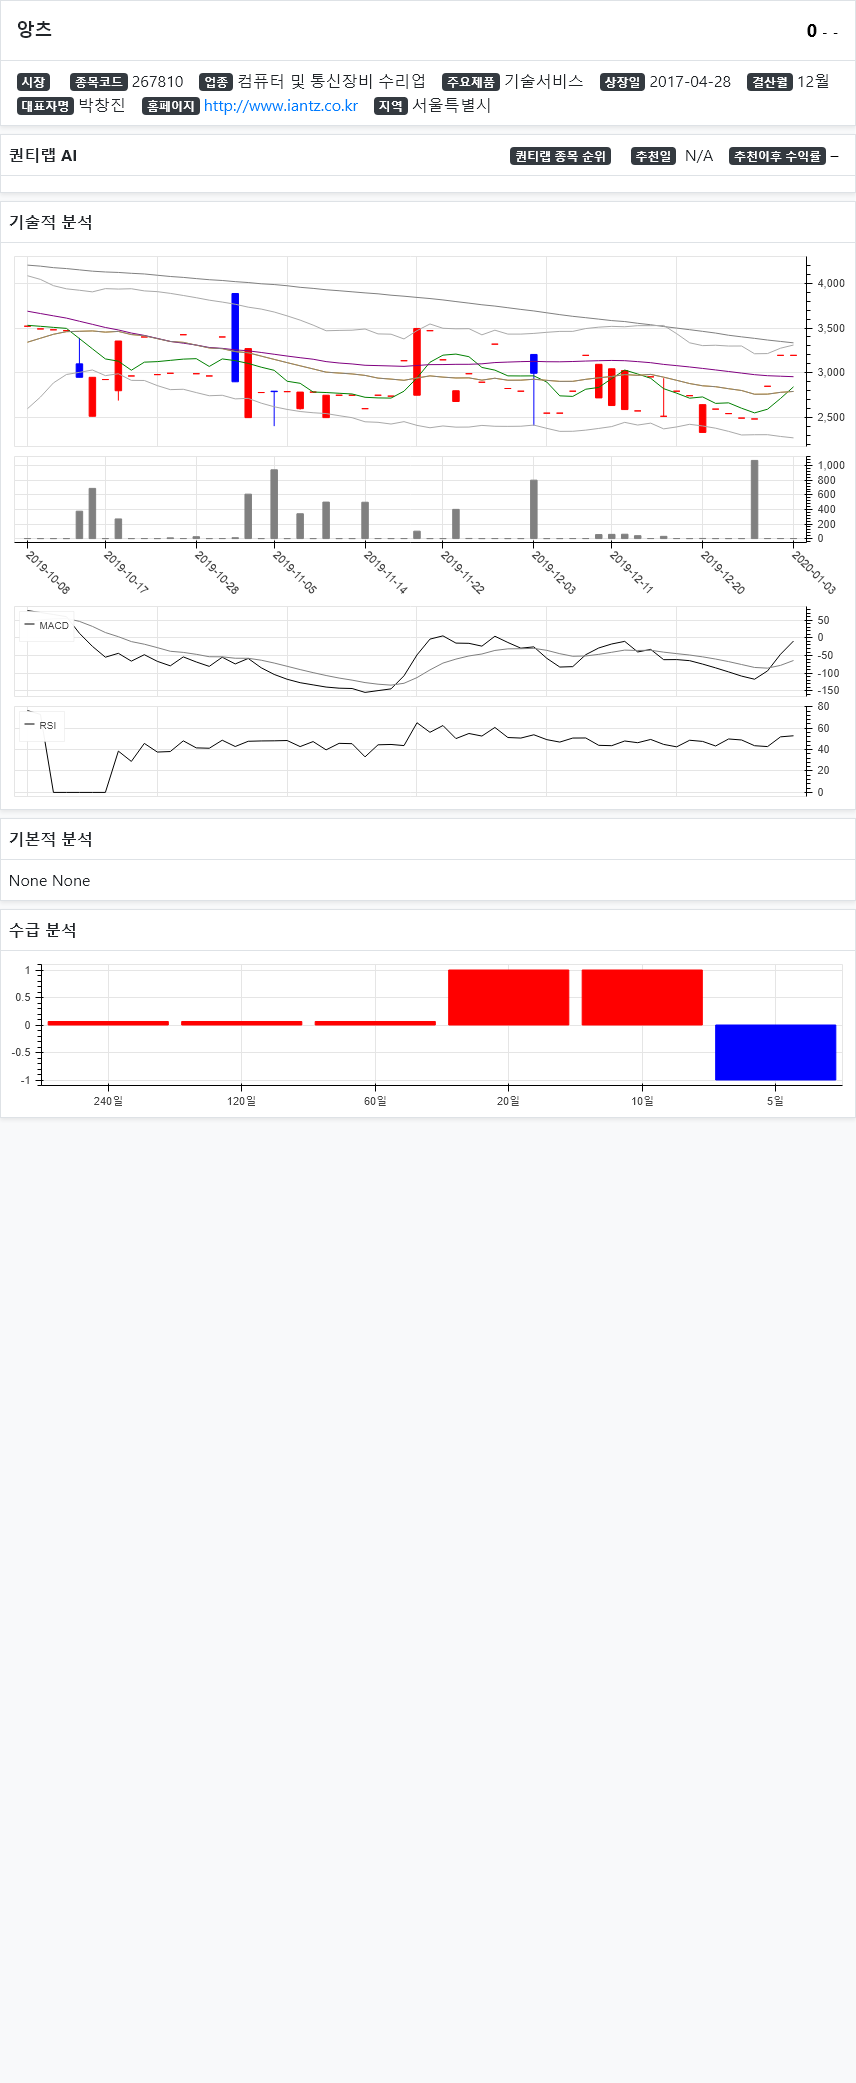 앙츠
0 - -
시장 종목코드 267810 업종 컴퓨터 및 통신장비 수리업 주요제품 기술서비스 상장일 2017-04-28 결산월 12월
대표자명 박창진 홈페이지 http://www.iantz.co.kr 지역 서울특별시
퀀티랩 AI
퀀티랩 종목 순위 추천일 N/A 추천이후 수익률 –
기술적 분석
4,000
3,500
3,000
2,500
1,000
800
600
400
200
0
2019-10-08
2019-10-17
2019-10-28
2019-11-05
2019-11-14
2019-11-22
2019-12-03
2019-12-11
2019-12-20
2020-01-03
MACD
50
0
-50
-100
-150
RSI
80
60
40
20
0
기본적 분석
None None
수급 분석
1
0.5
0
-0.5
-1
240일
120일
60일
20일
10일
5일